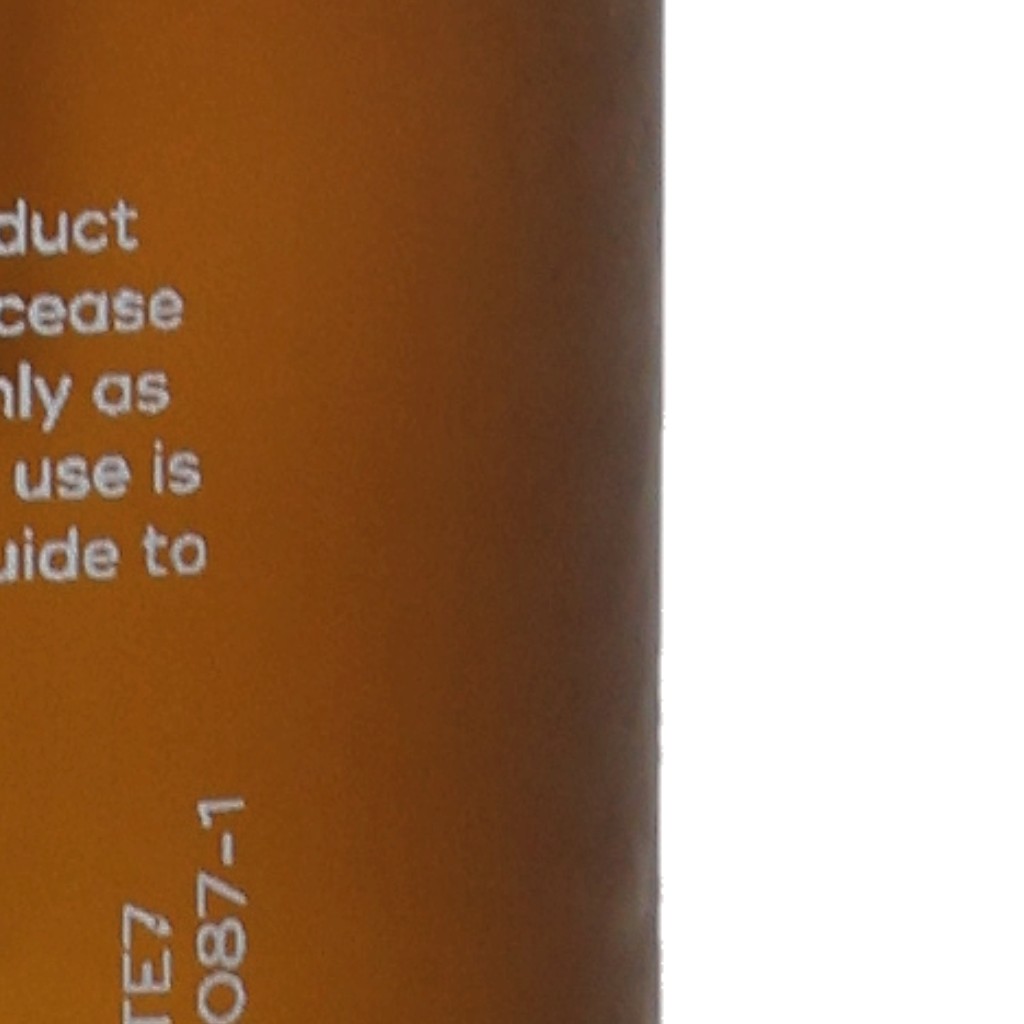 duct
cease
nly as
use is
uide to
TE7
087-1